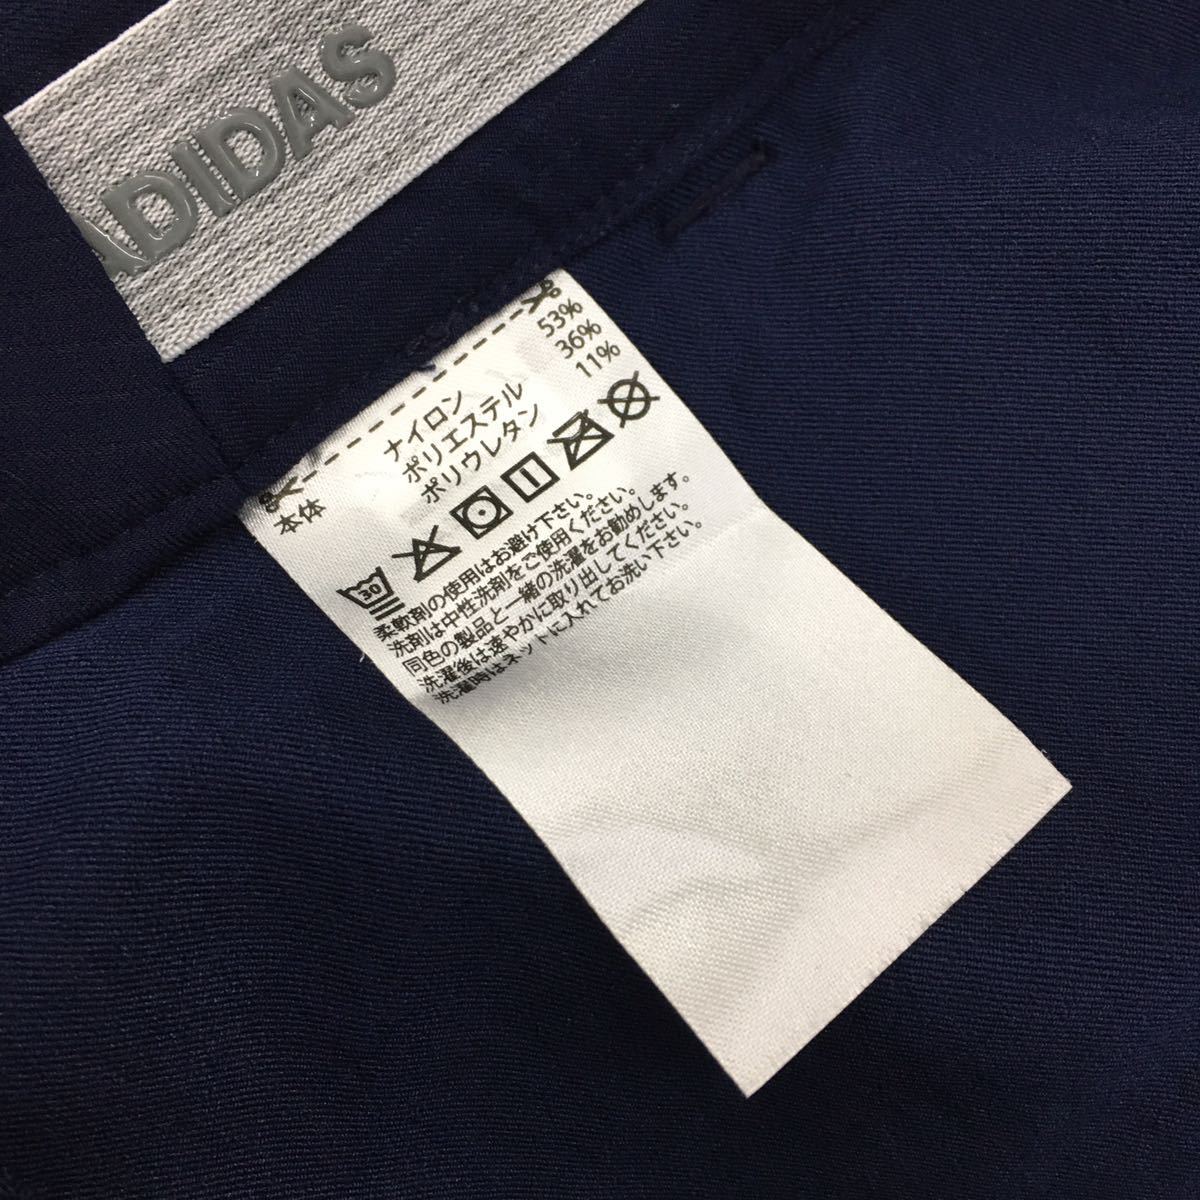 ADIDAS
本体
ナイロン 53%
ポリエステル 36%
ポリウレタン 11%
30
柔軟剤の使用はお避け下さい。
洗剤は中性洗剤をご使用ください。
同色の製品と一緒の洗濯をお勧めします。
洗濯後は速やかに取り出してください。
洗濯時はネットに入れてお洗い下さい。